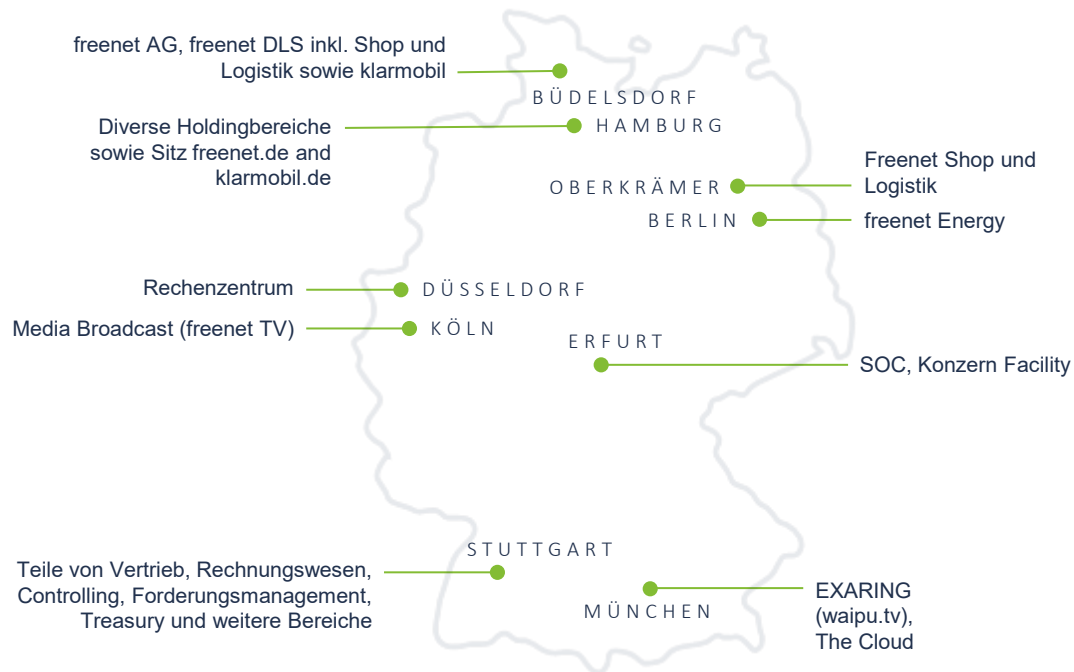 freenet AG, freenet DLS inkl. Shop und
Logistik sowie klarmobil
BÜDELSDORF
Diverse Holdingbereiche
sowie Sitz freenet.de and
klarmobil.de
HAMBURG
OBERKRÄMER
Freenet Shop und
Logistik
BERLIN
freenet Energy
Rechenzentrum
DÜSSELDORF
Media Broadcast (freenet TV)
KÖLN
ERFURT
SOC, Konzern Facility
STUTTGART
Teile von Vertrieb, Rechnungswesen,
Controlling, Forderungsmanagement,
Treasury und weitere Bereiche
MÜNCHEN
EXARING
(waipu.tv),
The Cloud